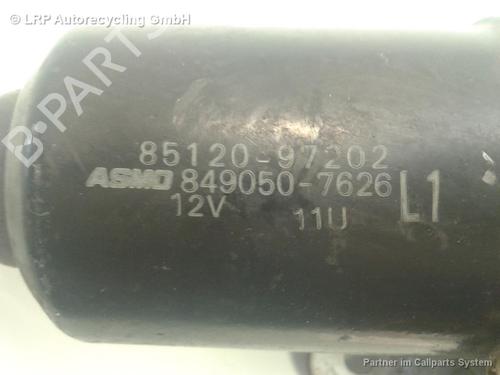 © LRP Autorecycling GmbH
B-PARTS
85120-97202
ASMO 849050-7626 L1
12V 11U
Partner im Callparts System